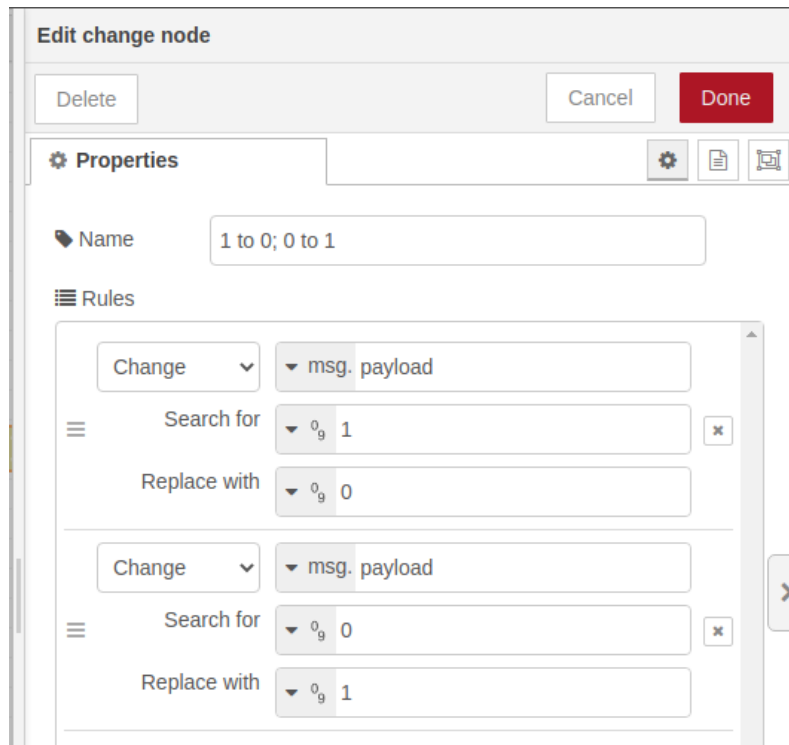 Edit change node
Delete Cancel Done
Properties
Name 1 to 0; 0 to 1
Rules
Change msg. payload
Search for 0 9 1
Replace with 0 9 0
Change msg. payload
Search for 0 9 0
Replace with 0 9 1